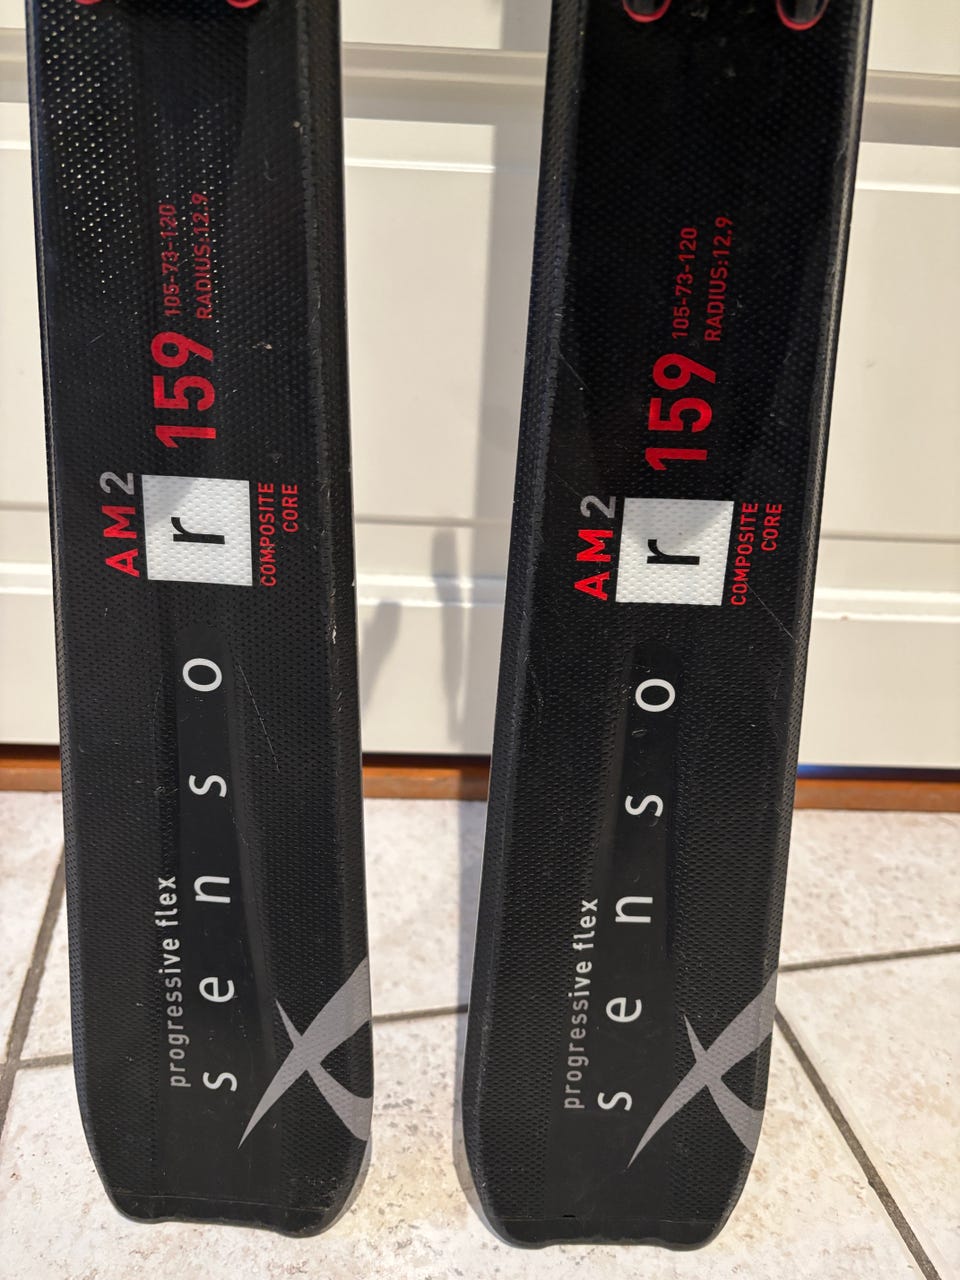 105-73-120
RADIUS:12.9
159
AM2
r
COMPOSITE
CORE
progressive flex
senso
105-73-120
RADIUS:12.9
159
AM2
r
COMPOSITE
CORE
progressive flex
senso